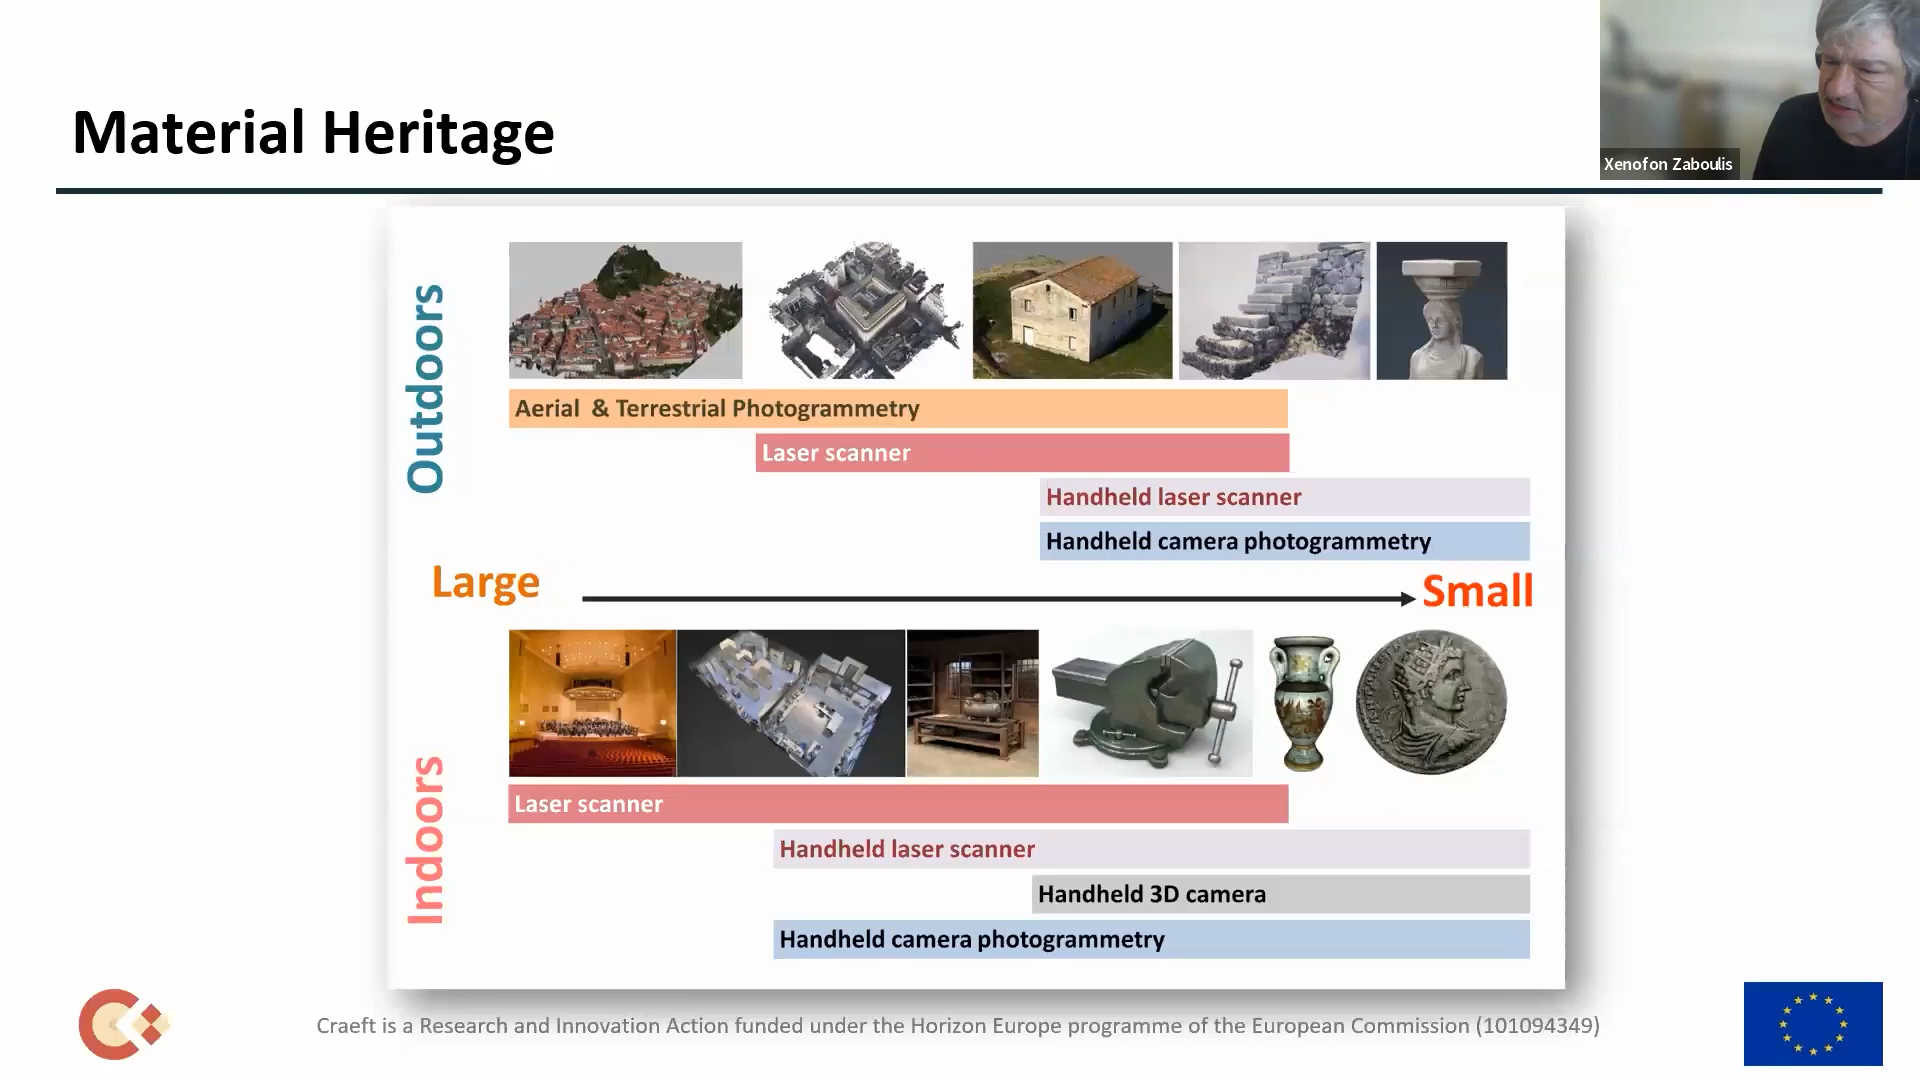 Material Heritage
Xenofon Zaboulis
Outdoors
Aerial & Terrestrial Photogrammetry
Laser scanner
Handheld laser scanner
Handheld camera photogrammetry
Large
Small
Indoors
Laser scanner
Handheld laser scanner
Handheld 3D camera
Handheld camera photogrammetry
Craeft is a Research and Innovation Action funded under the Horizon Europe programme of the European Commission (101094349)